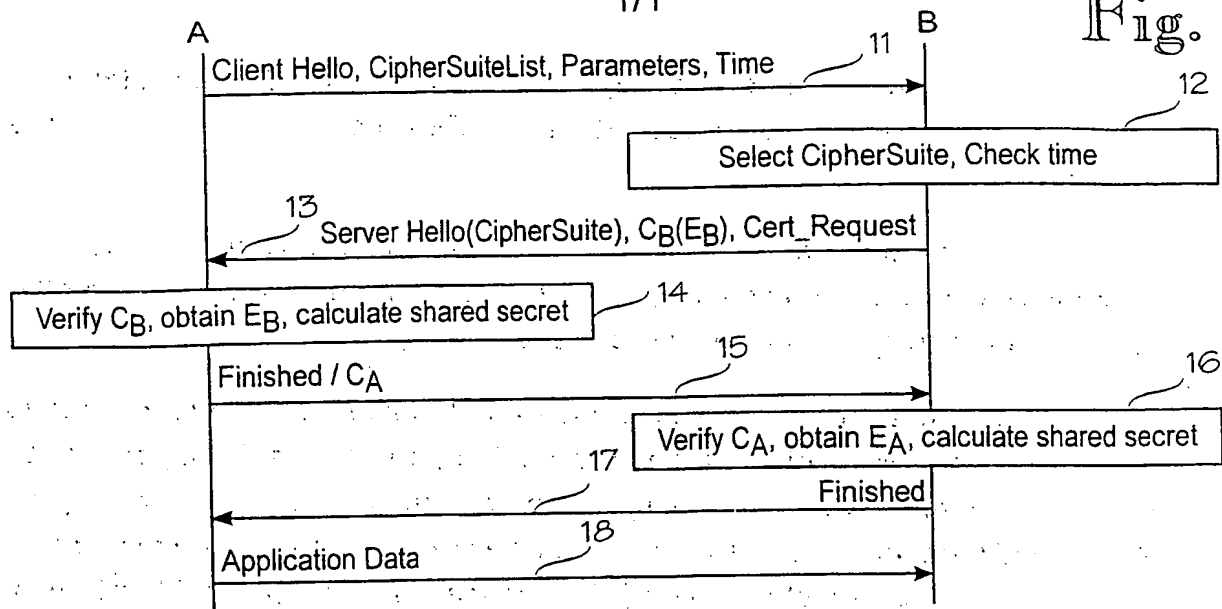 1/1
Fig.
A
B
Client Hello, CipherSuiteList, Parameters, Time
11
12
Select CipherSuite, Check time
13
Server Hello(CipherSuite), CB(EB), Cert_Request
14
Verify CB, obtain EB, calculate shared secret
15
Finished / CA
16
Verify CA, obtain EA, calculate shared secret
17
Finished
18
Application Data